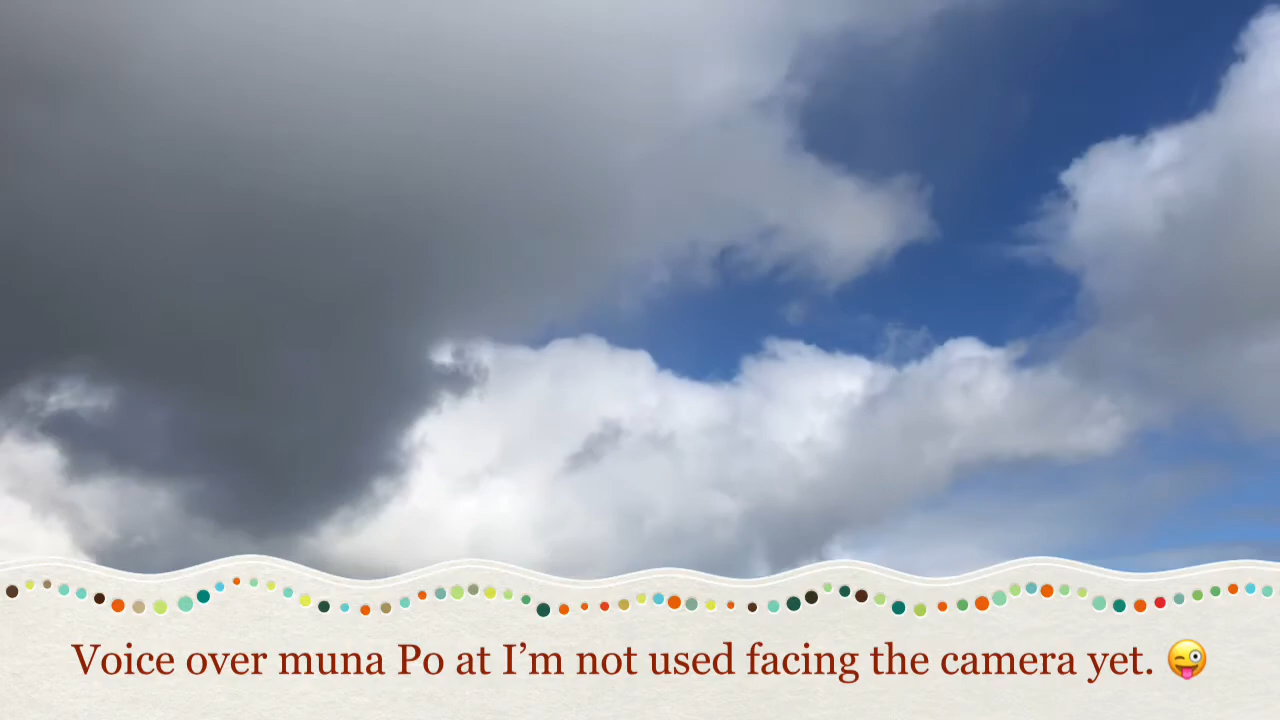 Voice over muna Po at I’m not used facing the camera yet. 😜